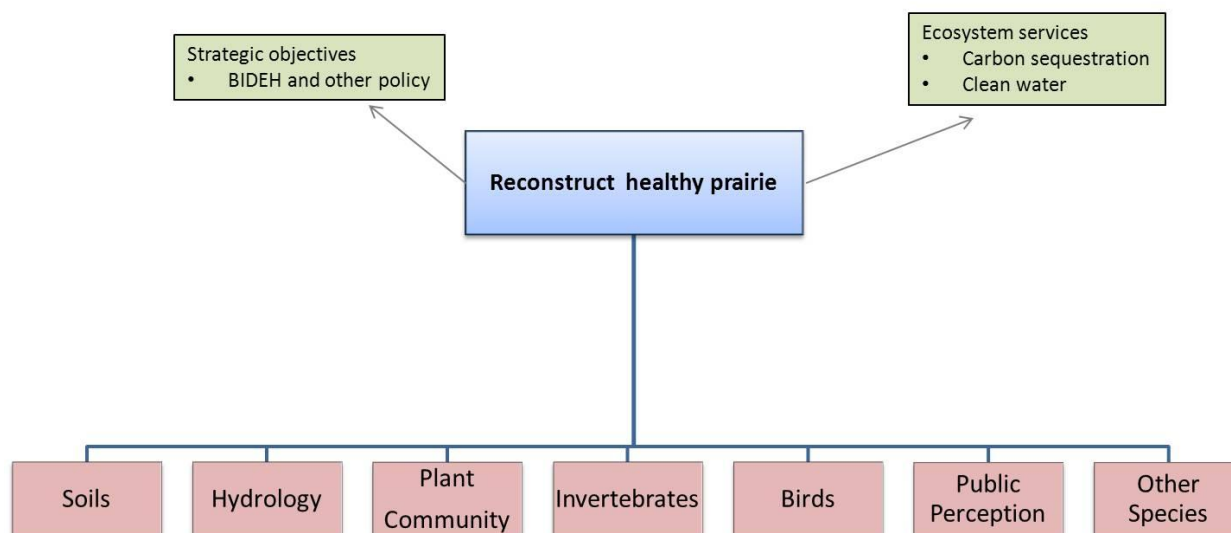 Strategic objectives
• BIDEH and other policy
Ecosystem services
• Carbon sequestration
• Clean water
Reconstruct healthy prairie
Soils
Hydrology
Plant
Community
Invertebrates
Birds
Public
Perception
Other
Species